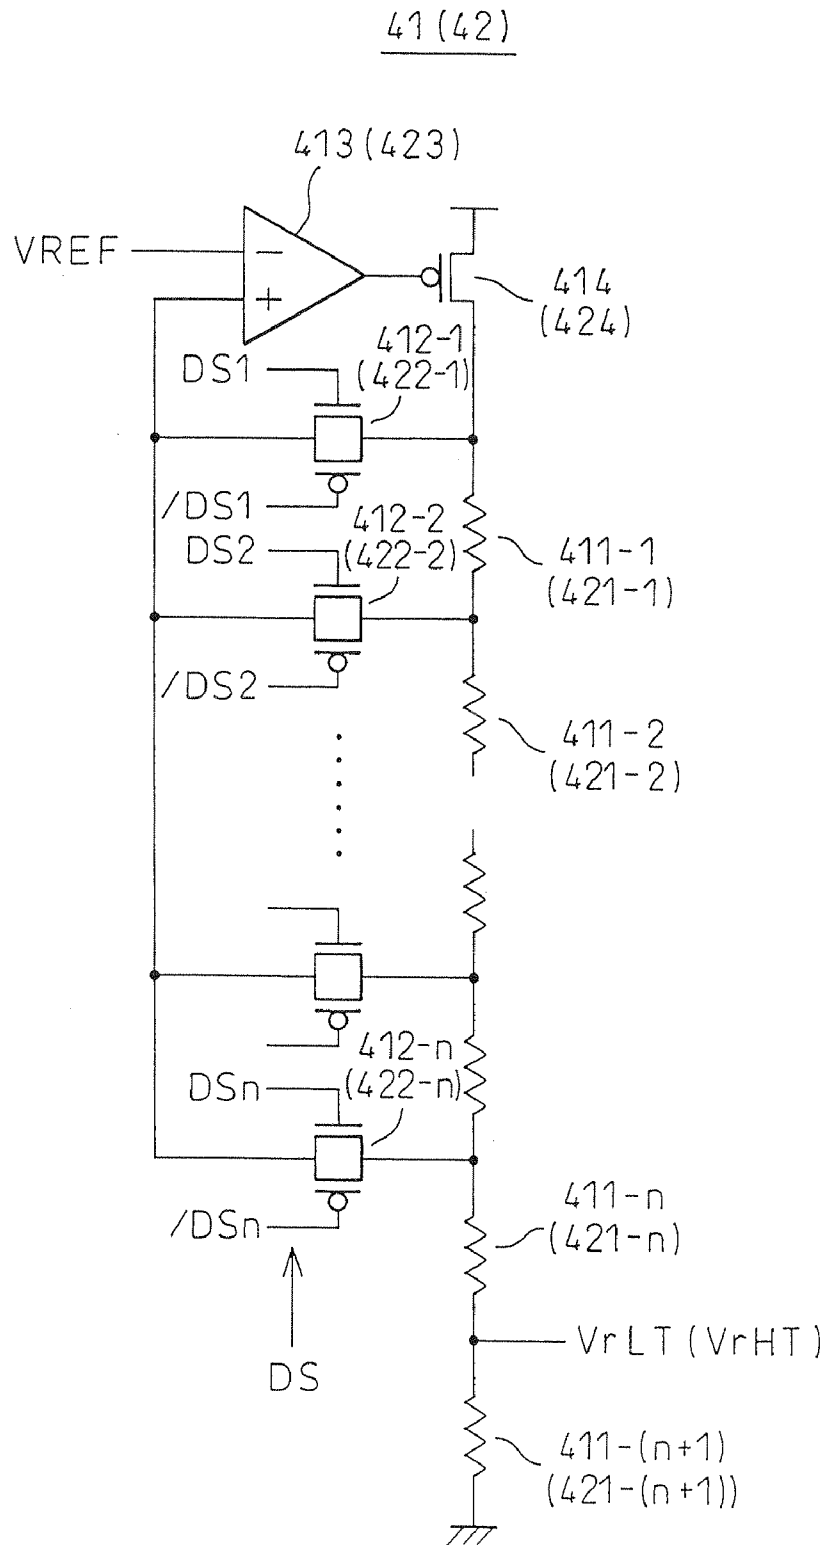 41(42)
413(423)
VREF
−
+
414
(424)
412-1
(422-1)
DS1
/DS1
412-2
(422-2)
DS2
411-1
(421-1)
/DS2
411-2
(421-2)
412-n
(422-n)
DSn
411-n
(421-n)
/DSn
VrLT(VrHT)
DS
411-(n+1)
(421-(n+1))